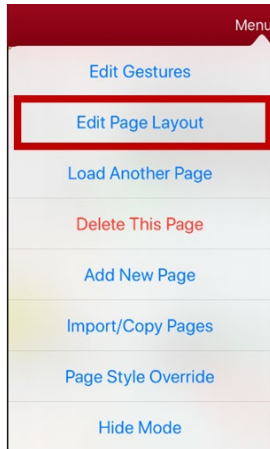 Menu
Edit Gestures
Edit Page Layout
Load Another Page
Delete This Page
Add New Page
Import/Copy Pages
Page Style Override
Hide Mode